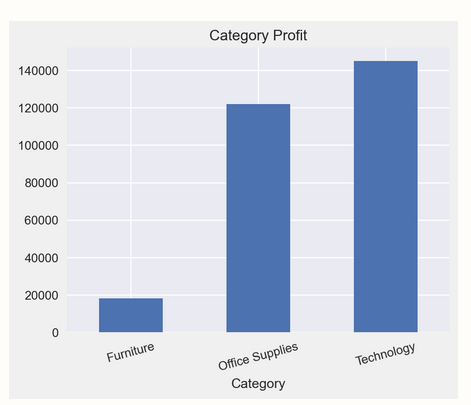 Category Profit
140000
120000
100000
80000
60000
40000
20000
0
Furniture
Office Supplies
Technology
Category